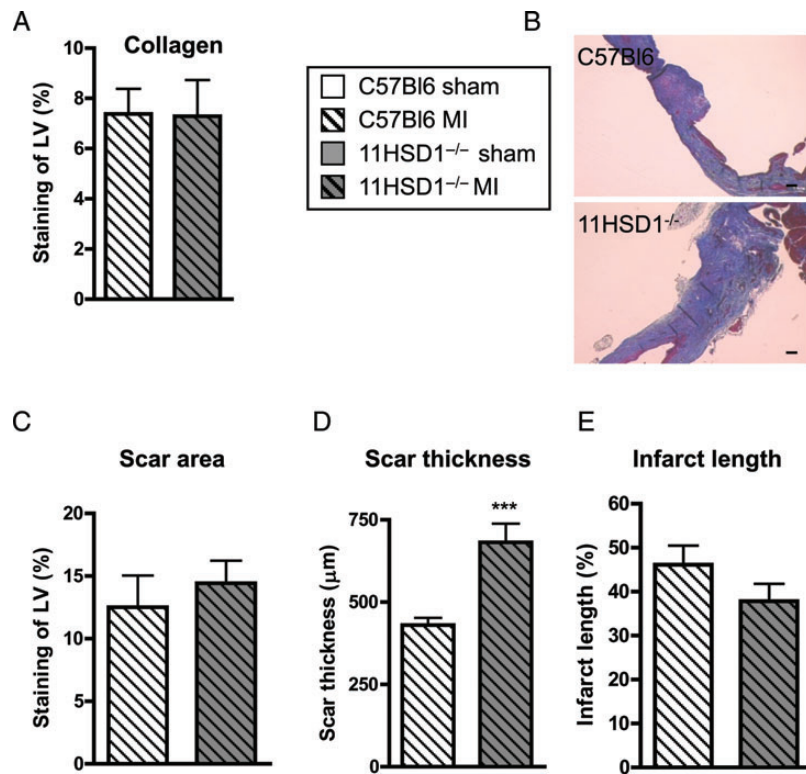 A
Collagen
Staining of LV (%)
10
8
6
4
2
0
C57Bl6 sham
C57Bl6 MI
11HSD1⁻/⁻ sham
11HSD1⁻/⁻ MI
B
C57Bl6
11HSD1⁻/⁻
C
Scar area
Staining of LV (%)
20
15
10
5
0
D
Scar thickness
Scar thickness (μm)
750
500
250
0
***
E
Infarct length
Infarct length (%)
60
50
40
30
20
10
0